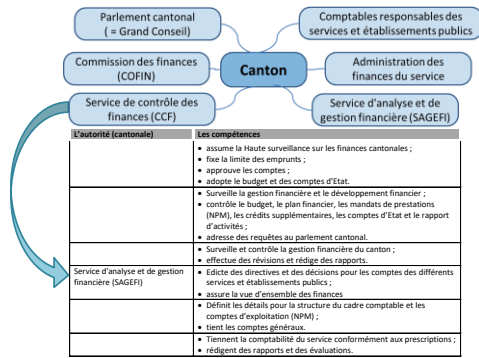 Parlement cantonal
( = Grand Conseil)
Comptables responsables des
services et établissements publics
Commission des finances
(COFIN)
Canton
Administration des
finances du service
Service de contrôle des
finances (CCF)
Service d'analyse et de
gestion financière (SAGEFI)
L'autorité (cantonale)
Les compétences
• assume la Haute surveillance sur les finances cantonales ;
• fixe la limite des emprunts ;
• approuve les comptes ;
• adopte le budget et des comptes d'Etat.
• Surveille la gestion financière et le développement financier ;
• contrôle le budget, le plan financier, les mandats de prestations
(NPM), les crédits supplémentaires, les comptes d'Etat et le rapport
d'activités ;
• adresse des requêtes au parlement cantonal.
• Surveille et contrôle la gestion financière du canton ;
• effectue des révisions et rédige des rapports.
Service d'analyse et de gestion
financière (SAGEFI)
• Edicte des directives et des décisions pour les comptes des différents
services et établissements publics ;
• assure la vue d'ensemble des finances
• Définit les détails pour la structure du cadre comptable et les
comptes d'exploitation (NPM) ;
• tient les comptes généraux.
• Tiennent la comptabilité du service conformément aux prescriptions ;
• rédigent des rapports et des évaluations.